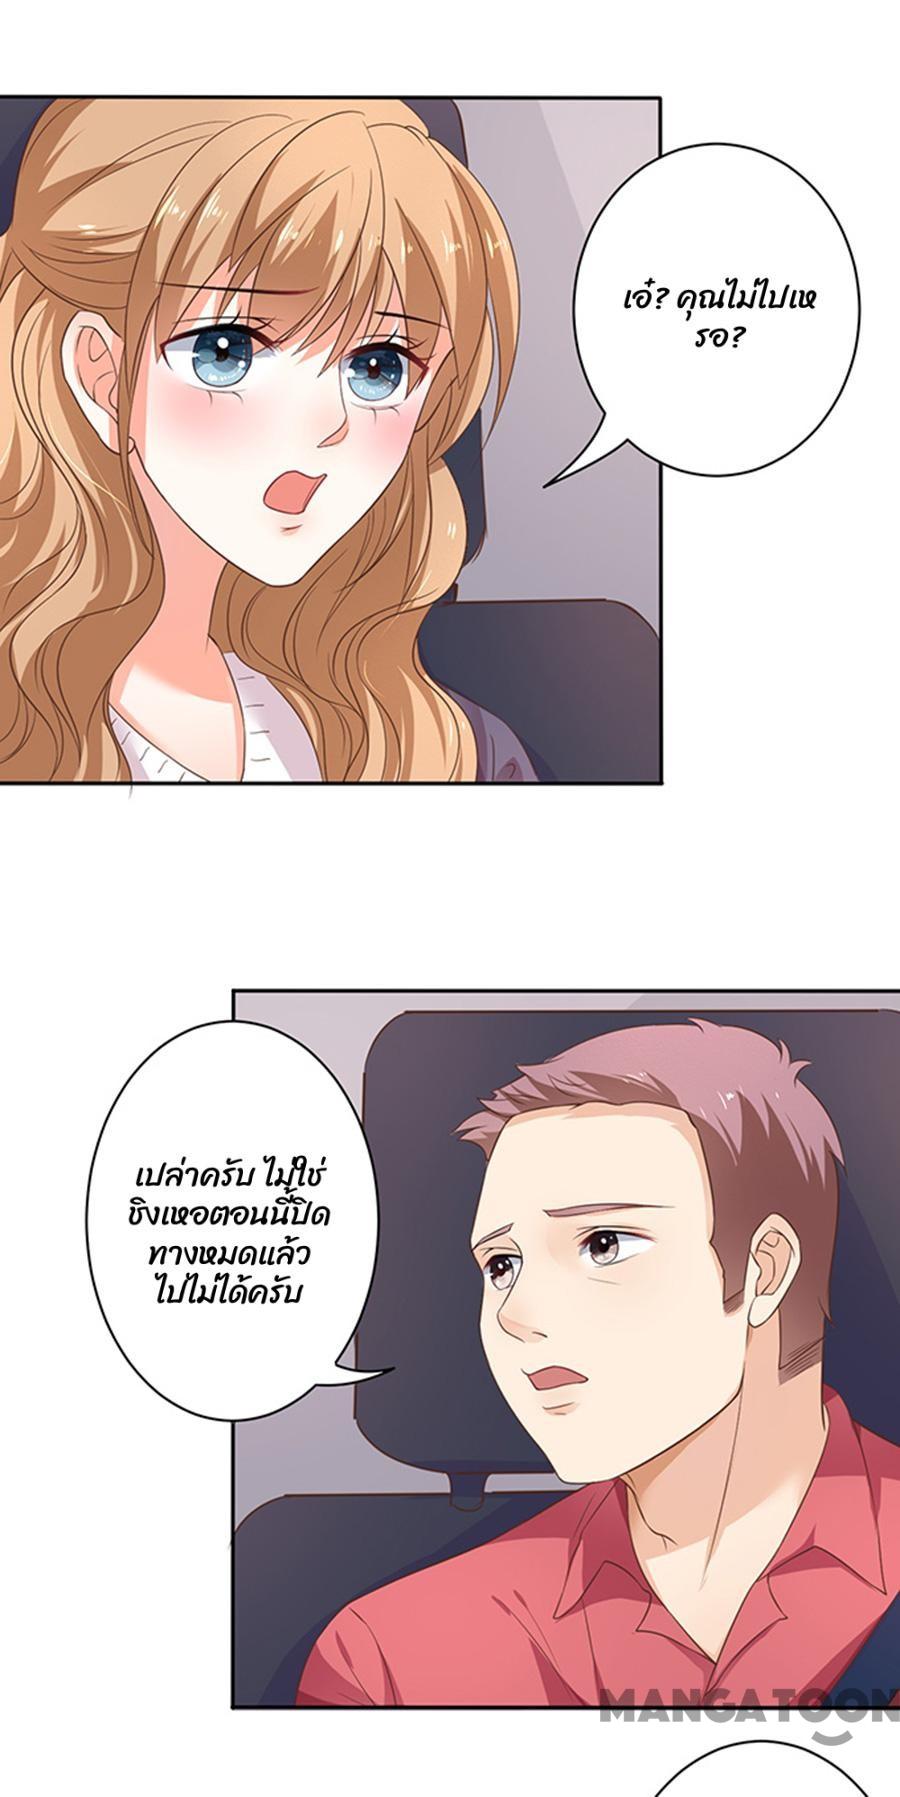 เอ๋? คุณไม่ไปเห
รอ?
เปล่าครับ ไม่ใช่
ชิงเหอตอนนี้ปิด
ทางหมดแล้ว
ไปไม่ได้ครับ
MANGATOON